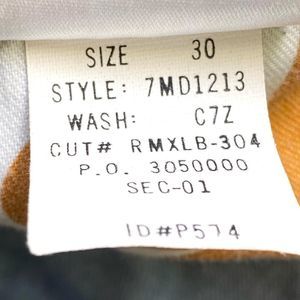 SIZE 30
STYLE: 7MD1213
WASH: C7Z
CUT# RMXLB-304
P.O. 3050000
SEC-01
ID#P574